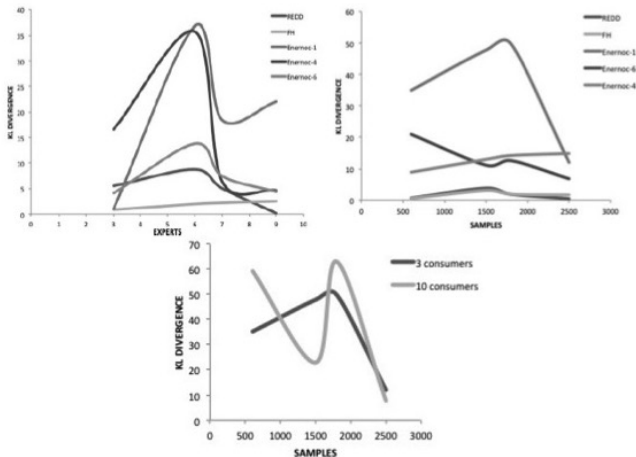 40
35
30
25
20
15
10
5
0
KL DIVERGENCE
0 1 2 3 4 5 6 7 8 9 10
EXPERTS
REDD
FH
Enernoc-1
Enernoc-4
Enernoc-6
60
50
40
30
20
10
0
KL DIVERGENCE
0 500 1000 1500 2000 2500 3000
SAMPLES
REDD
FH
Enernoc-1
Enernoc-6
Enernoc-4
70
60
50
40
30
20
10
0
KL DIVERGENCE
0 500 1000 1500 2000 2500 3000
SAMPLES
3 consumers
10 consumers